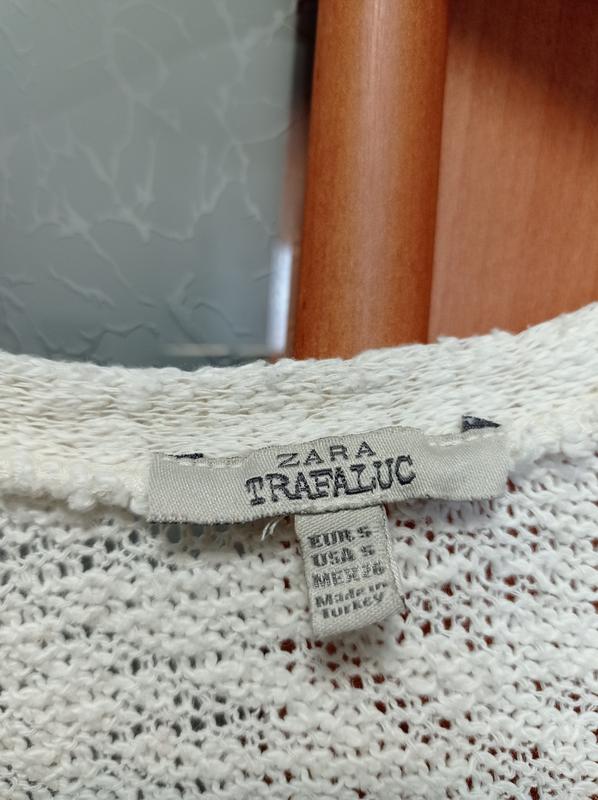 ZARA
TRAFALUC
EUR S
USA S
MEX 26
Made in
Turkey